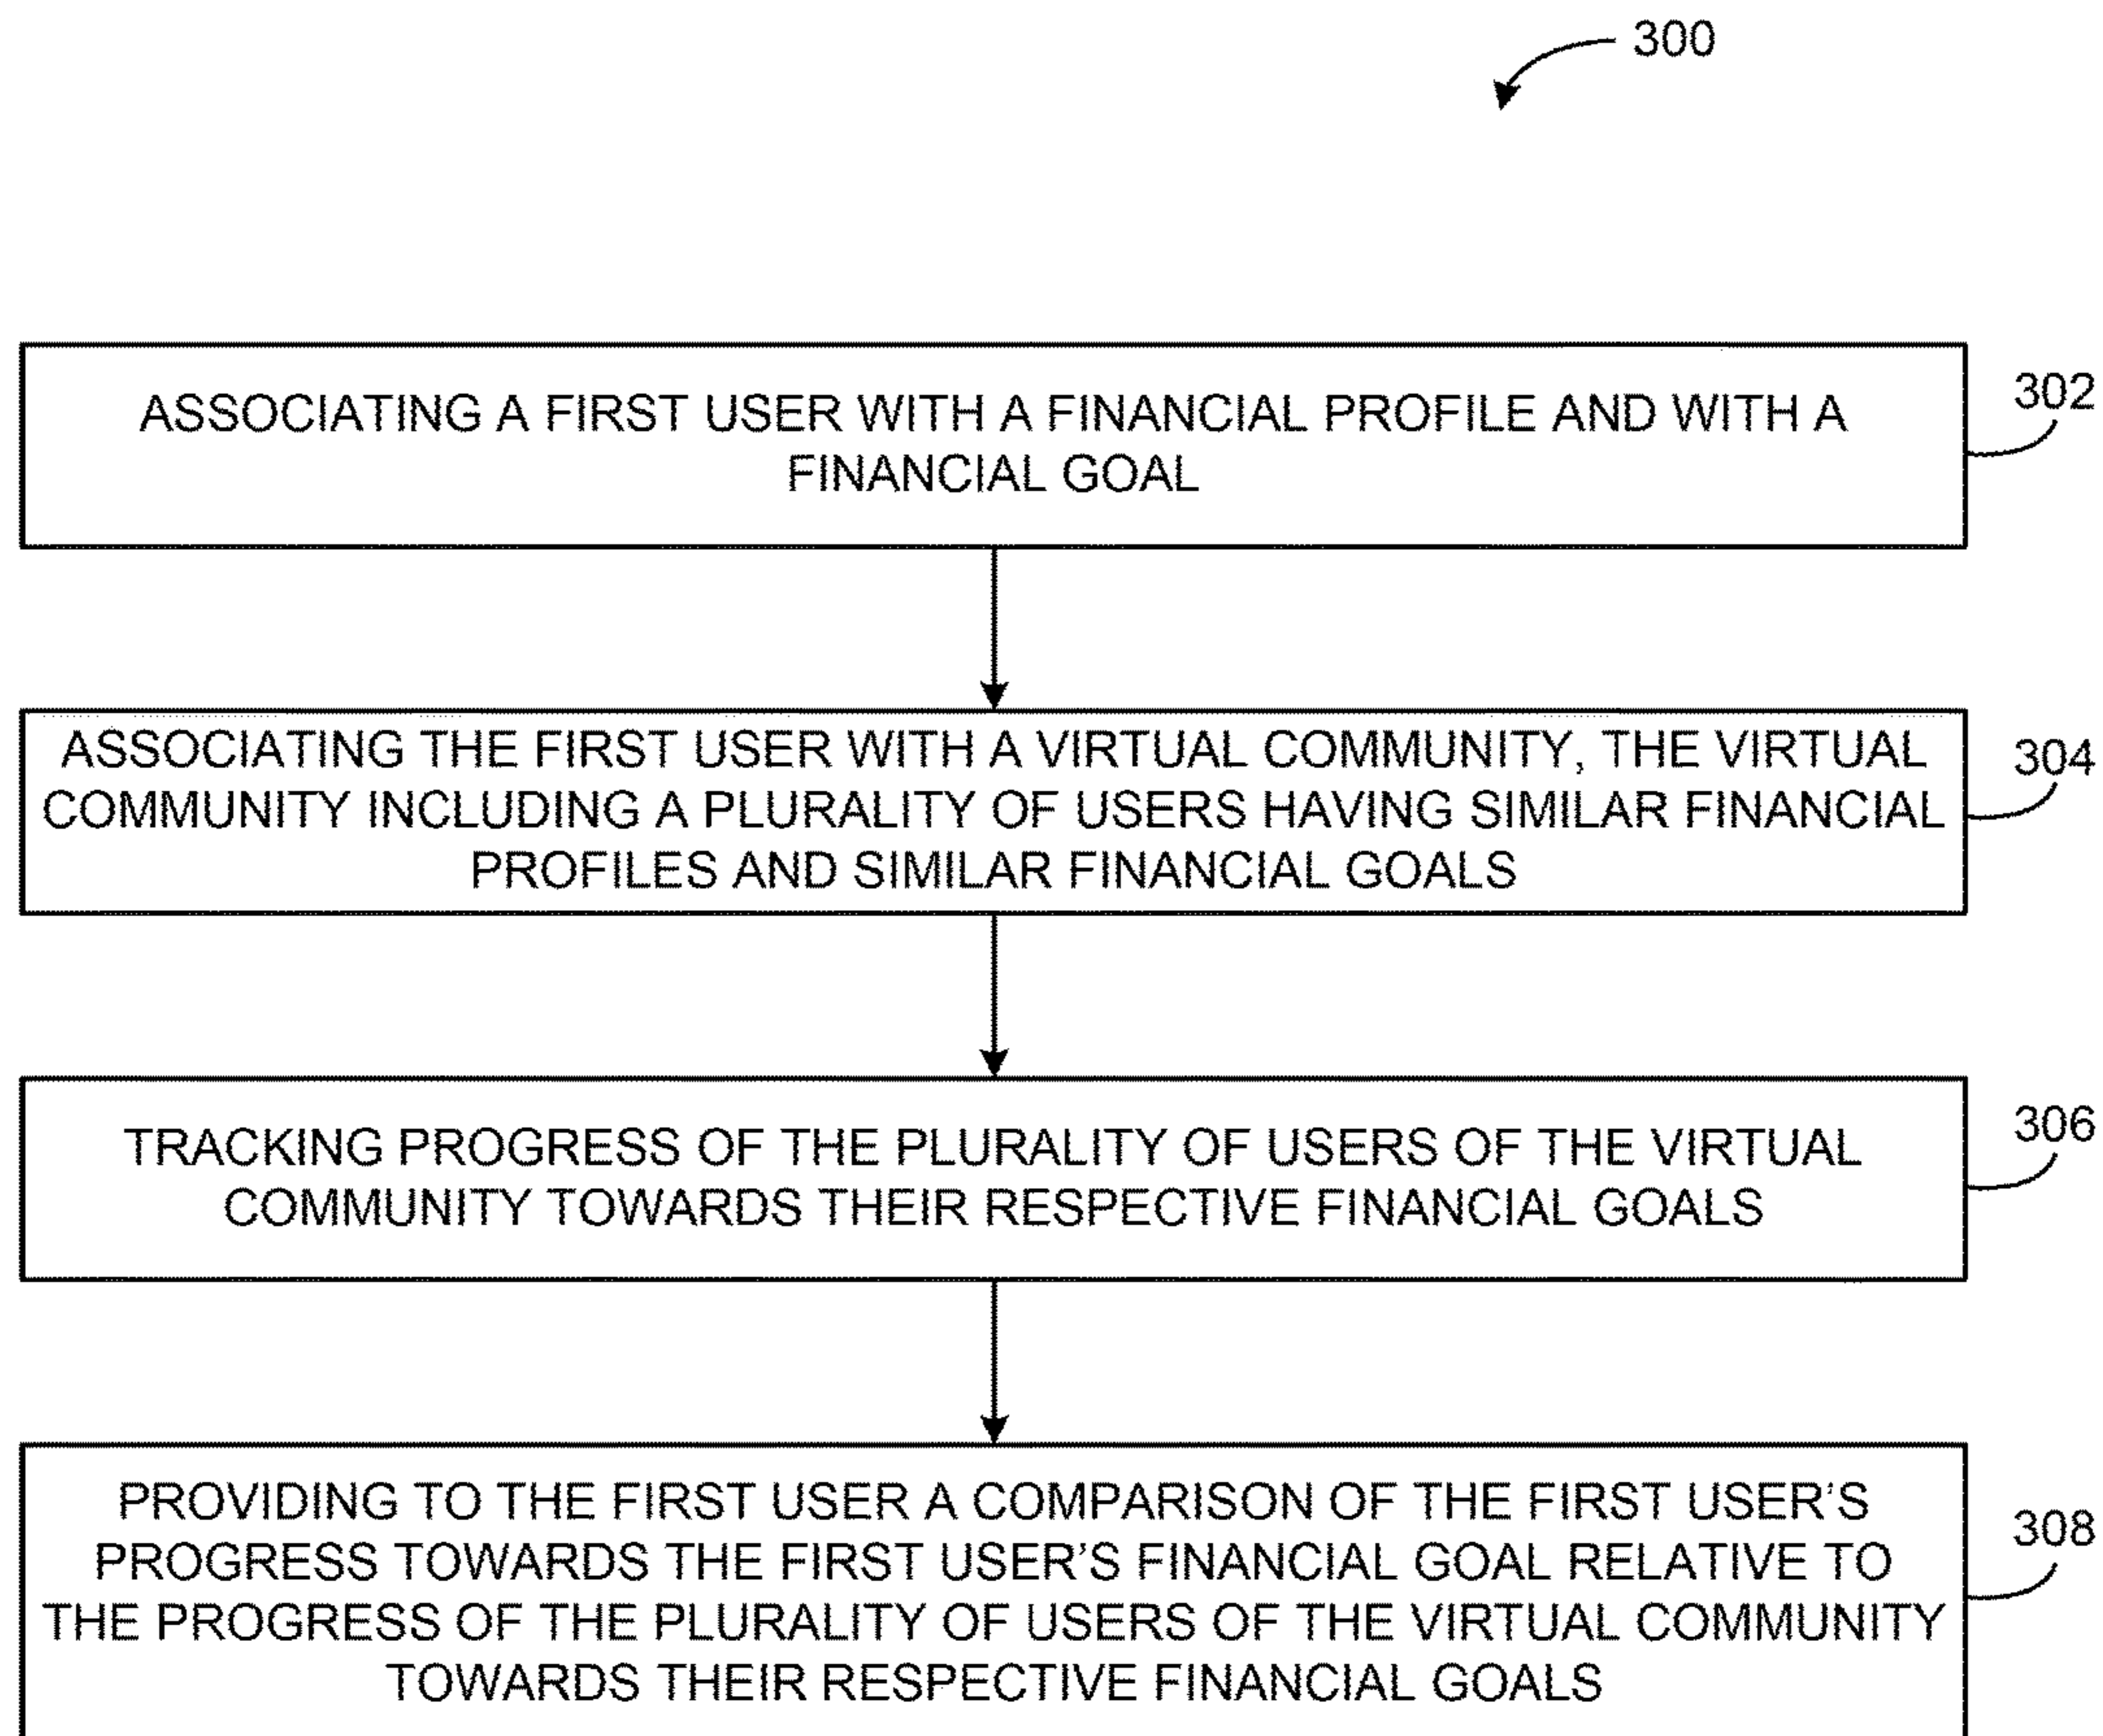 300
ASSOCIATING A FIRST USER WITH A FINANCIAL PROFILE AND WITH A
FINANCIAL GOAL
302
ASSOCIATING THE FIRST USER WITH A VIRTUAL COMMUNITY, THE VIRTUAL
COMMUNITY INCLUDING A PLURALITY OF USERS HAVING SIMILAR FINANCIAL
PROFILES AND SIMILAR FINANCIAL GOALS
304
TRACKING PROGRESS OF THE PLURALITY OF USERS OF THE VIRTUAL
COMMUNITY TOWARDS THEIR RESPECTIVE FINANCIAL GOALS
306
PROVIDING TO THE FIRST USER A COMPARISON OF THE FIRST USER'S
PROGRESS TOWARDS THE FIRST USER'S FINANCIAL GOAL RELATIVE TO
THE PROGRESS OF THE PLURALITY OF USERS OF THE VIRTUAL COMMUNITY
TOWARDS THEIR RESPECTIVE FINANCIAL GOALS
308